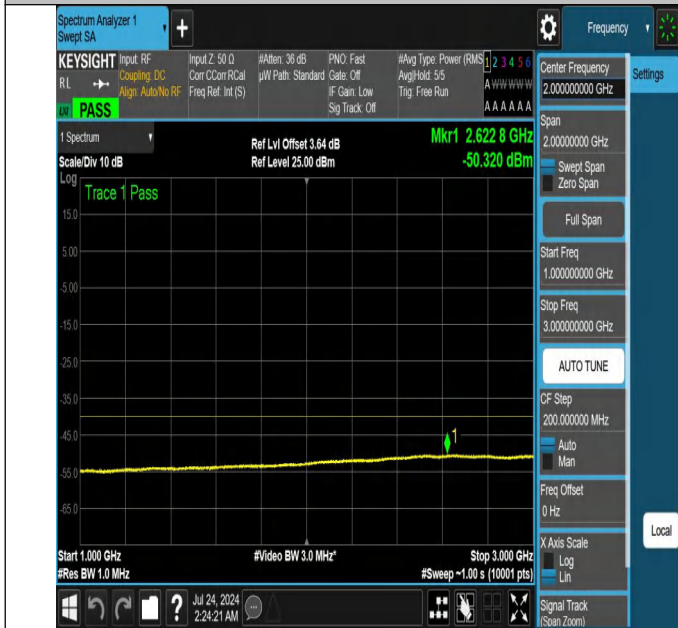 Spectrum Analyzer 1
Swept SA
Frequency
KEYSIGHT
RL
PASS
Input: RF
Coupling: DC
Align: Auto/No RF
Input Z: 50 Ω
Corr CCorr RCal
Freq Ref: Int (S)
#Atten: 36 dB
µW Path: Standard
PNO: Fast
Gate: Off
IF Gain: Low
Sig Track: Off
#Avg Type: Power (RMS
Avg|Hold: 5/5
Trig: Free Run
1 2 3 4 5 6
A W W W W W
A A A A A A
1 Spectrum
Scale/Div 10 dB
Log
Ref Lvl Offset 3.64 dB
Ref Level 25.00 dBm
Mkr1 2.622 8 GHz
-50.320 dBm
Trace 1 Pass
15.0
5.00
-5.00
-15.0
-25.0
-35.0
-45.0
-55.0
-65.0
1
Start 1.000 GHz
#Res BW 1.0 MHz
#Video BW 3.0 MHz*
Stop 3.000 GHz
#Sweep ~1.00 s (10001 pts)
Jul 24, 2024
2:24:21 AM
Center Frequency
2.000000000 GHz
Settings
Span
2.00000000 GHz
Swept Span
Zero Span
Full Span
Start Freq
1.000000000 GHz
Stop Freq
3.000000000 GHz
AUTO TUNE
CF Step
200.000000 MHz
Auto
Man
Freq Offset
0 Hz
Local
X Axis Scale
Log
Lin
Signal Track
(Span Zoom)